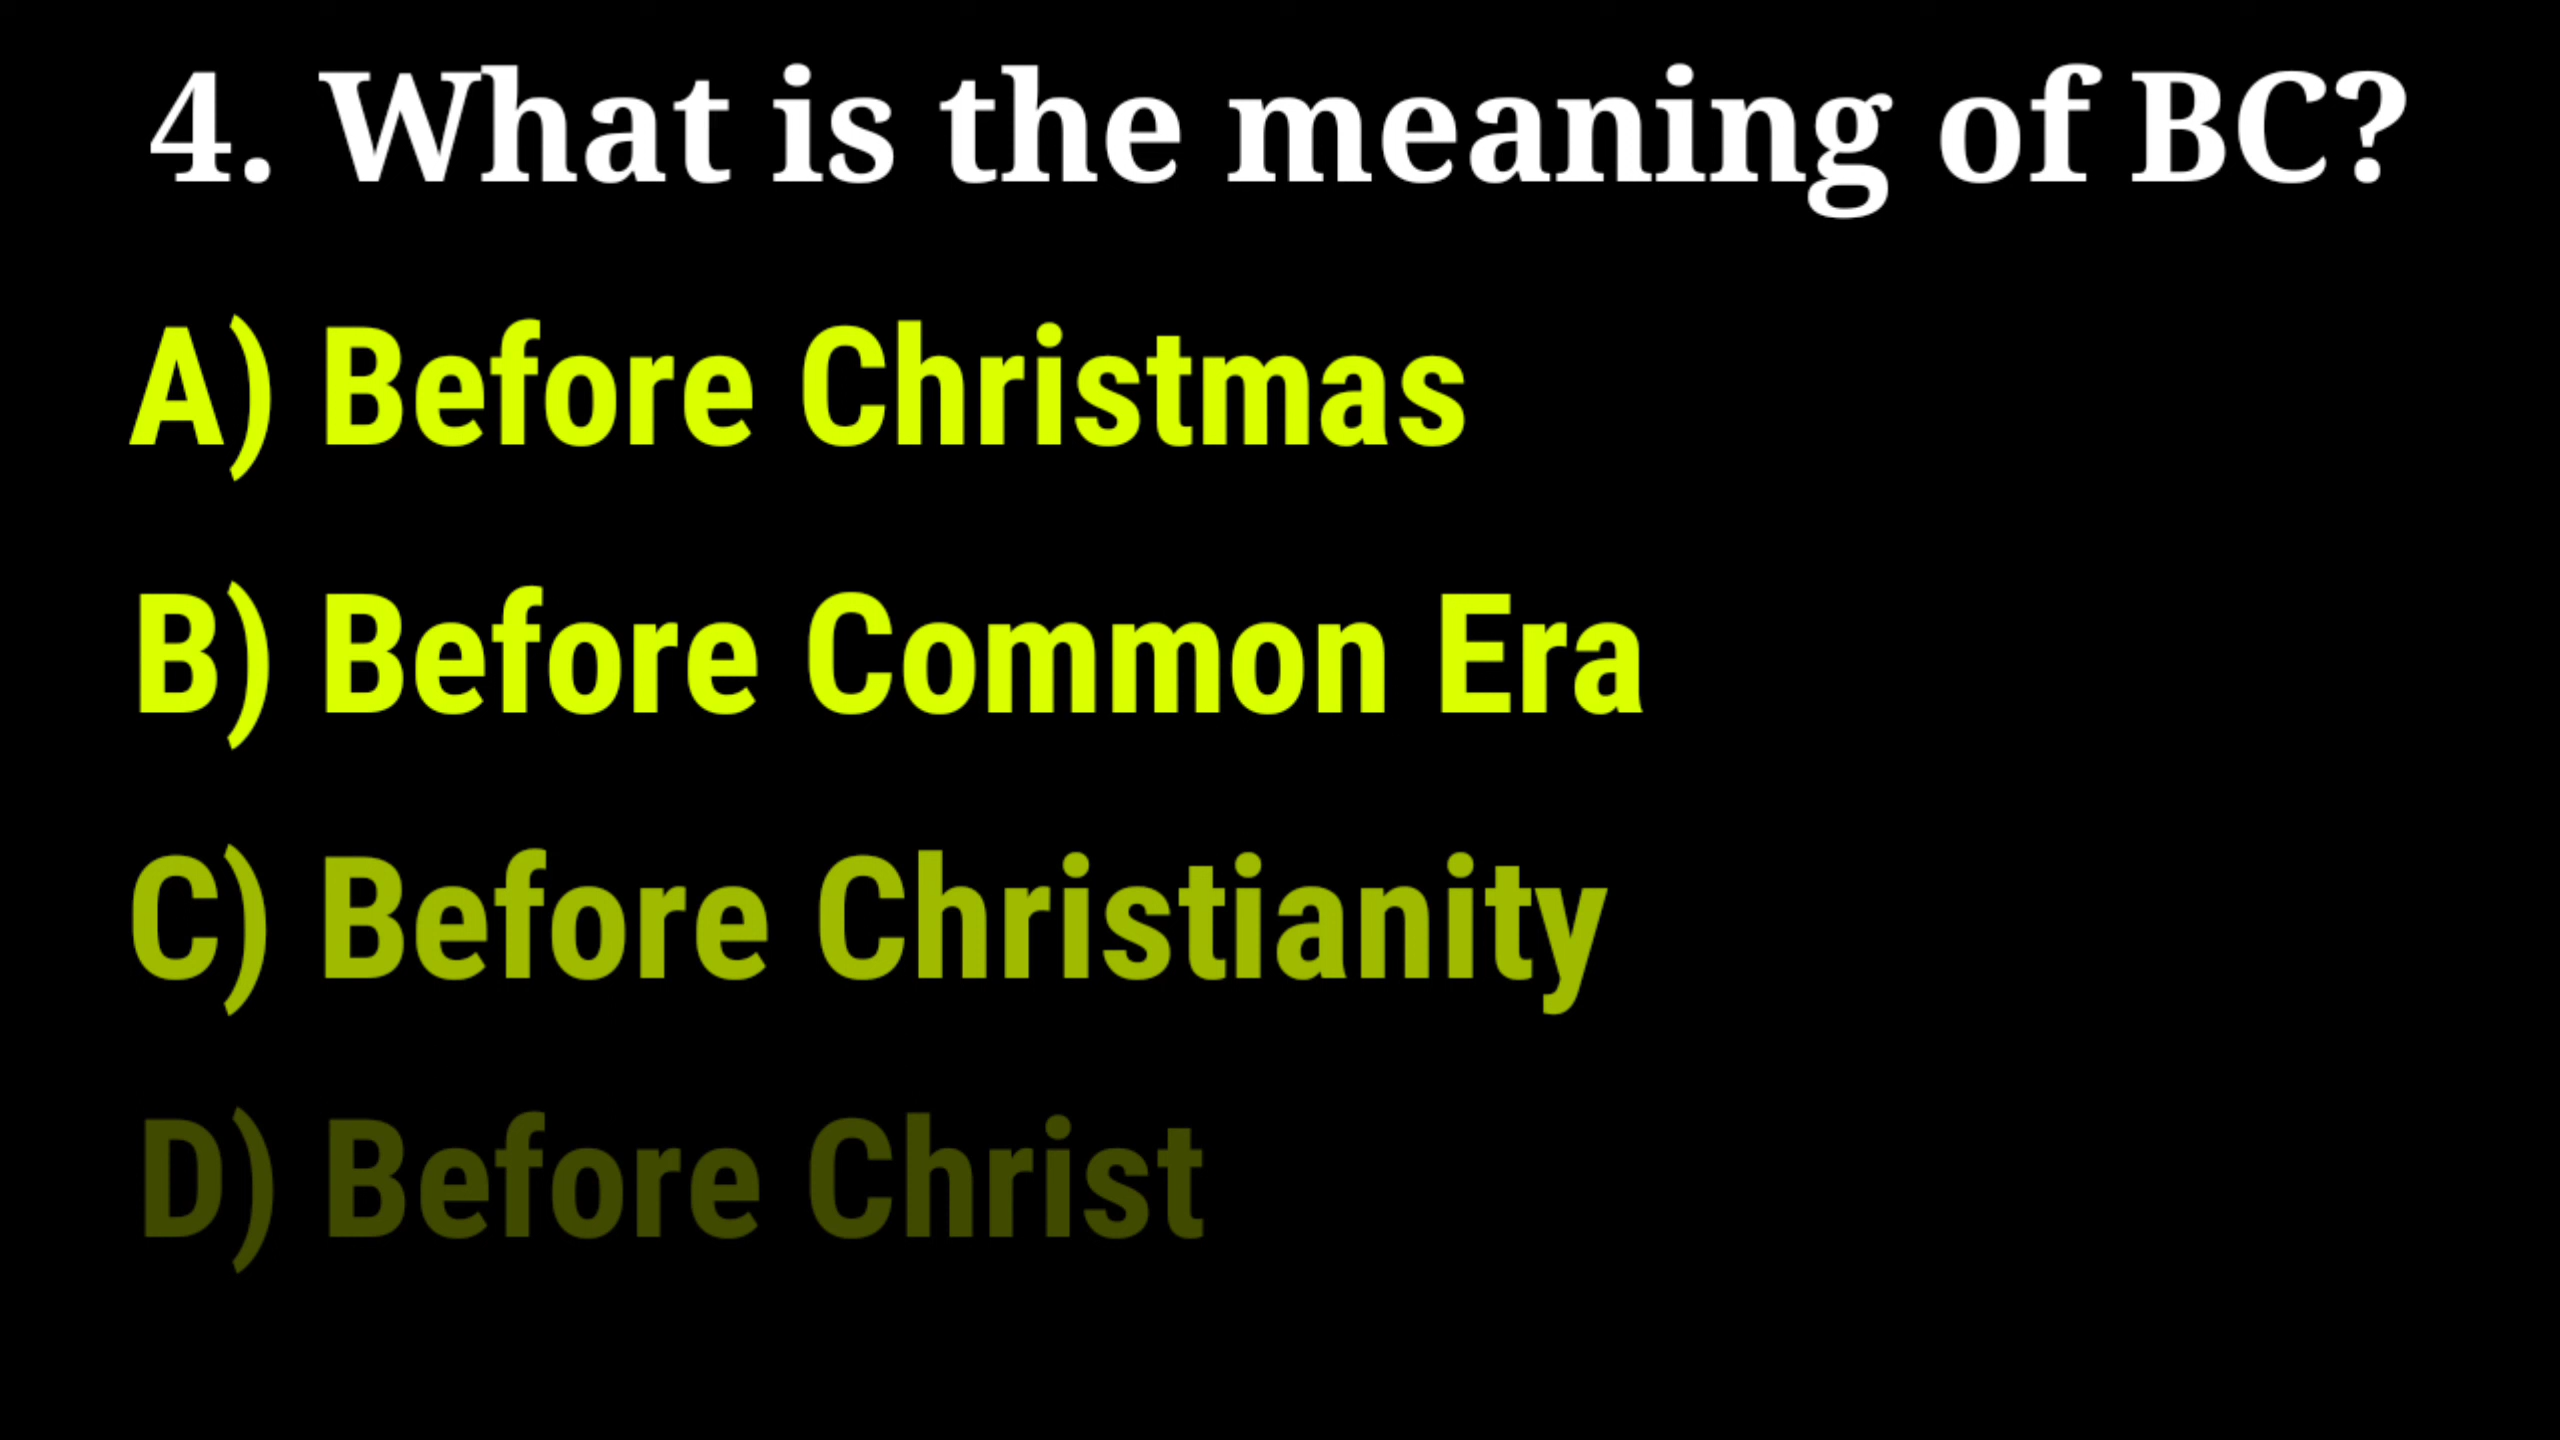 4. What is the meaning of BC?
A) Before Christmas
B) Before Common Era
C) Before Christianity
D) Before Christ